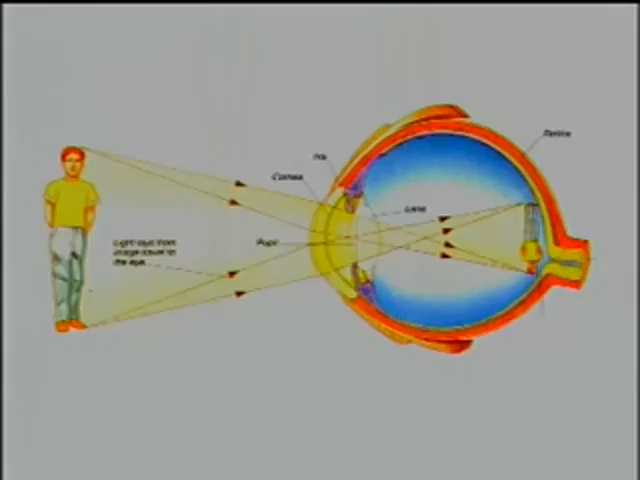 Retina
Iris
Cornea
Lens
Pupil
Light rays from
image travel to
the eye.